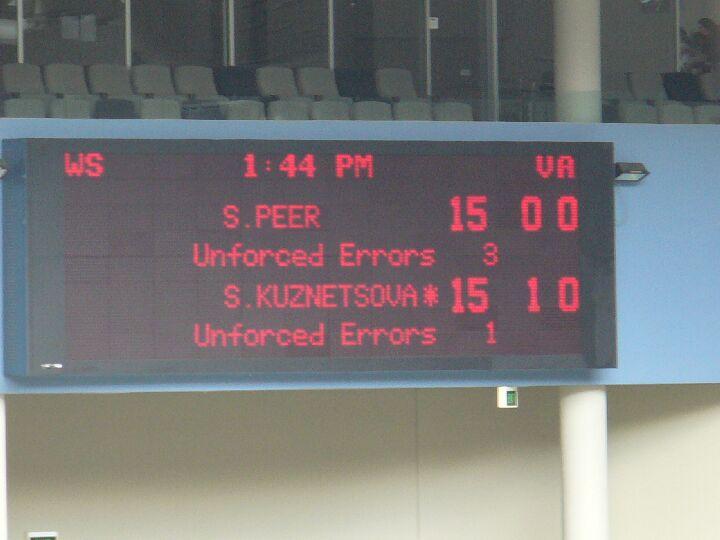 WS 1:44 PM VA
S.PEER 15 0 0
Unforced Errors 3
S.KUZNETSOVA* 15 1 0
Unforced Errors 1